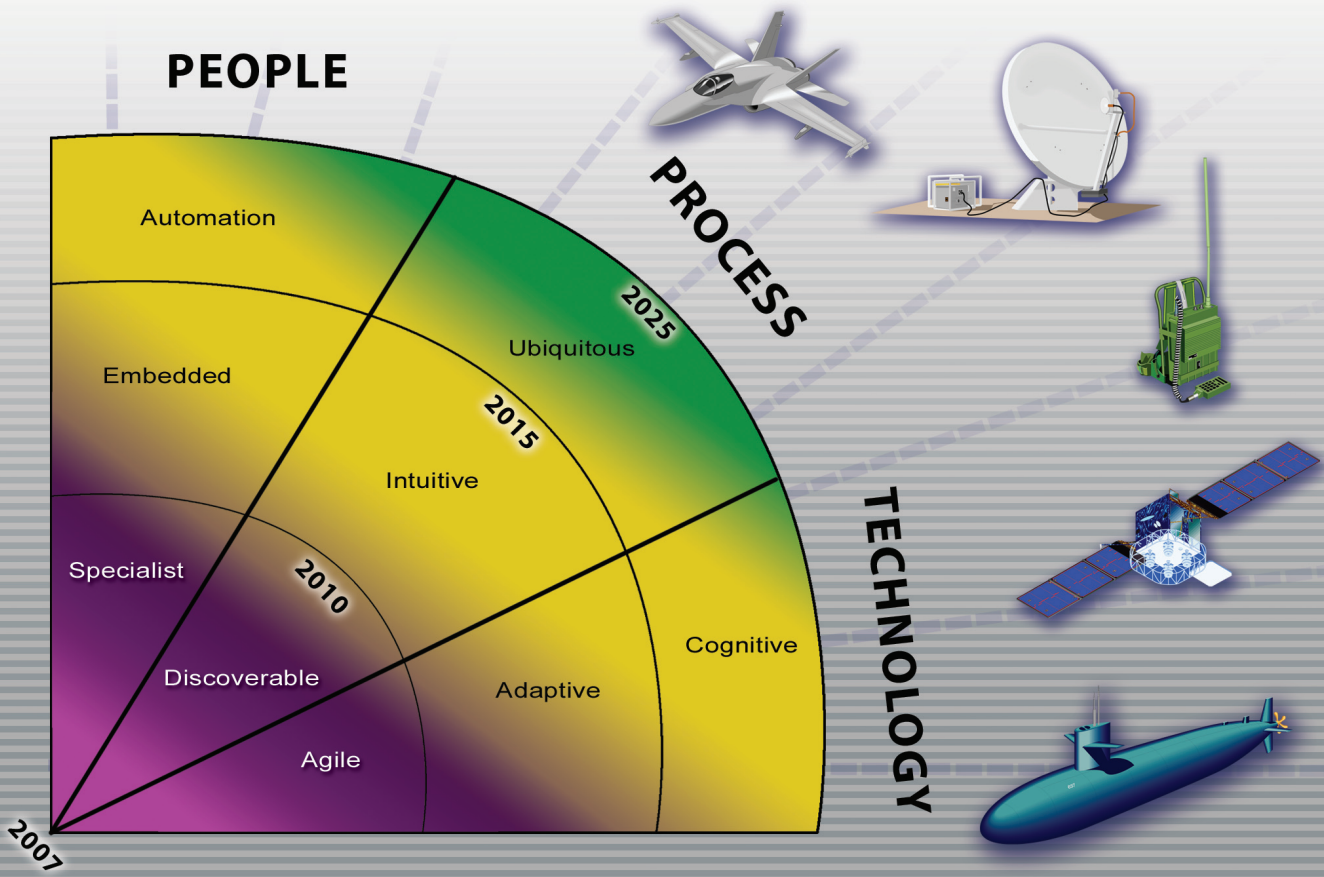 PEOPLE
PROCESS
TECHNOLOGY
Automation
Embedded
Specialist
Ubiquitous
Intuitive
Discoverable
Cognitive
Adaptive
Agile
2025
2015
2010
2007